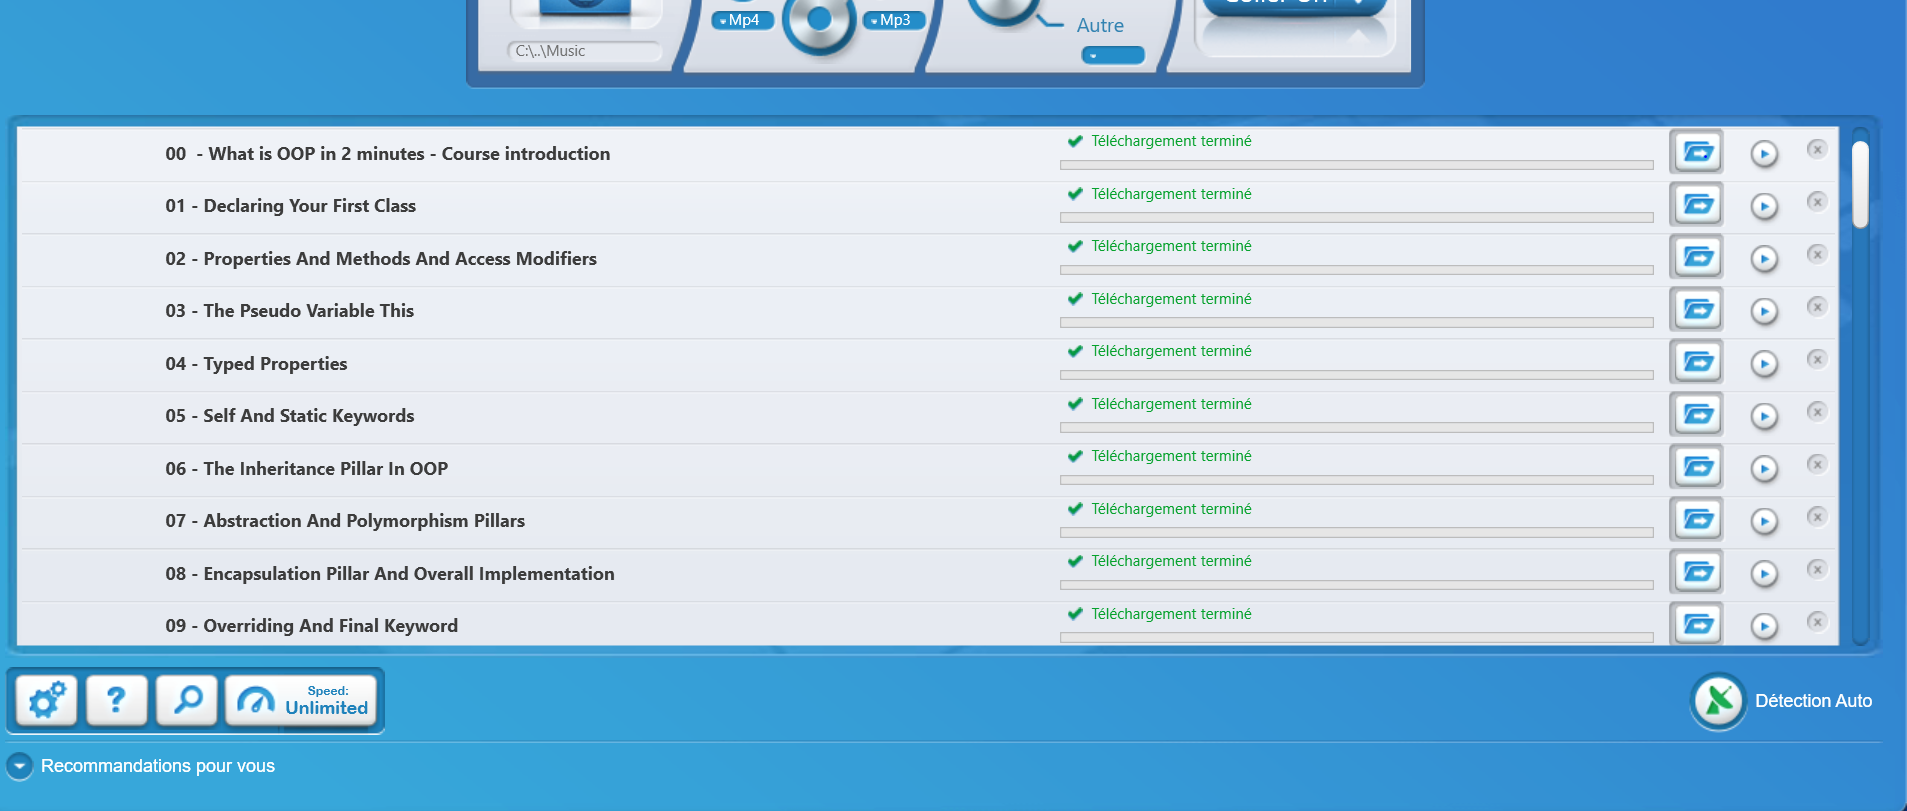 Mp4
Mp3
Autre
C:\..\Music
00 - What is OOP in 2 minutes - Course introduction
Téléchargement terminé
01 - Declaring Your First Class
Téléchargement terminé
02 - Properties And Methods And Access Modifiers
Téléchargement terminé
03 - The Pseudo Variable This
Téléchargement terminé
04 - Typed Properties
Téléchargement terminé
05 - Self And Static Keywords
Téléchargement terminé
06 - The Inheritance Pillar In OOP
Téléchargement terminé
07 - Abstraction And Polymorphism Pillars
Téléchargement terminé
08 - Encapsulation Pillar And Overall Implementation
Téléchargement terminé
09 - Overriding And Final Keyword
Téléchargement terminé
?
Speed:
Unlimited
Détection Auto
Recommandations pour vous